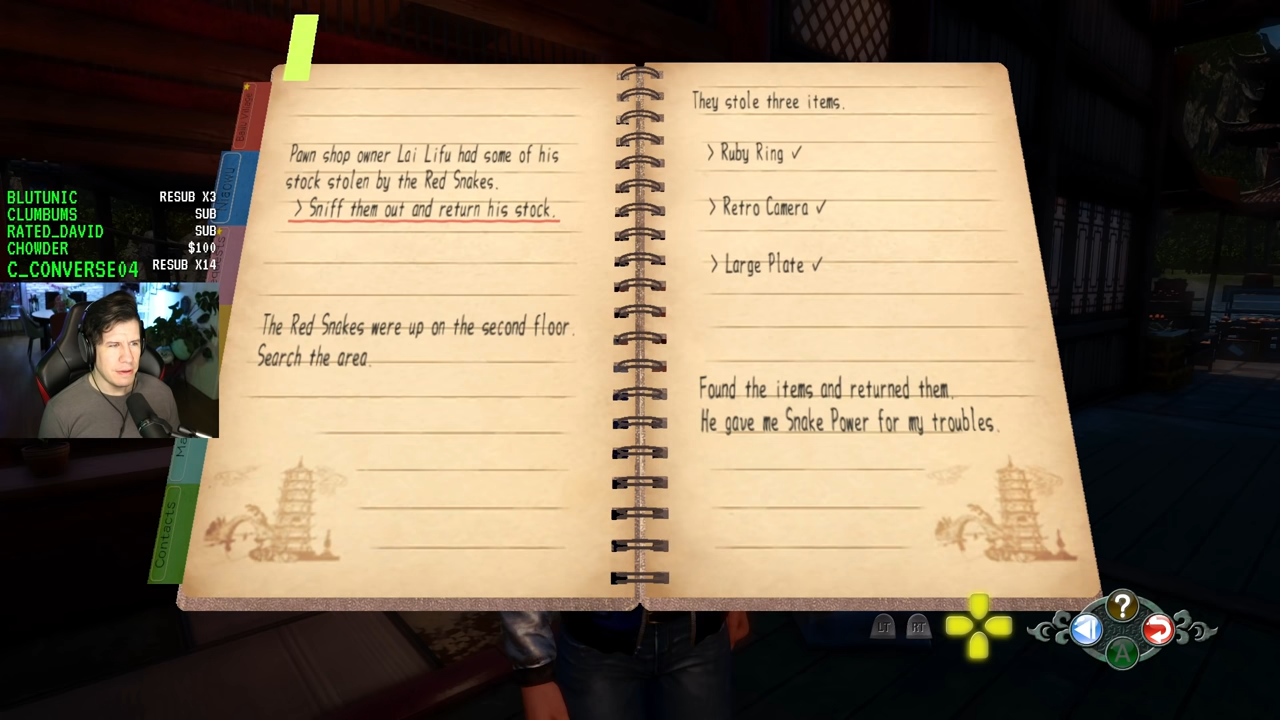 They stole three items.
Pawn shop owner Lai Lifu had some of his
stock stolen by the Red Snakes.
> Sniff them out and return his stock.
The Red Snakes were up on the second floor.
Search the area.
> Ruby Ring ✓
> Retro Camera ✓
> Large Plate ✓
Found the items and returned them.
He gave me Snake Power for my troubles.
BLUTUNIC RESUB X3
CLUMBUMS SUB
RATED_DAVID SUB
CHOWDER $100
C_CONVERSE04 RESUB X14
Contacts
LT
RT
?
A